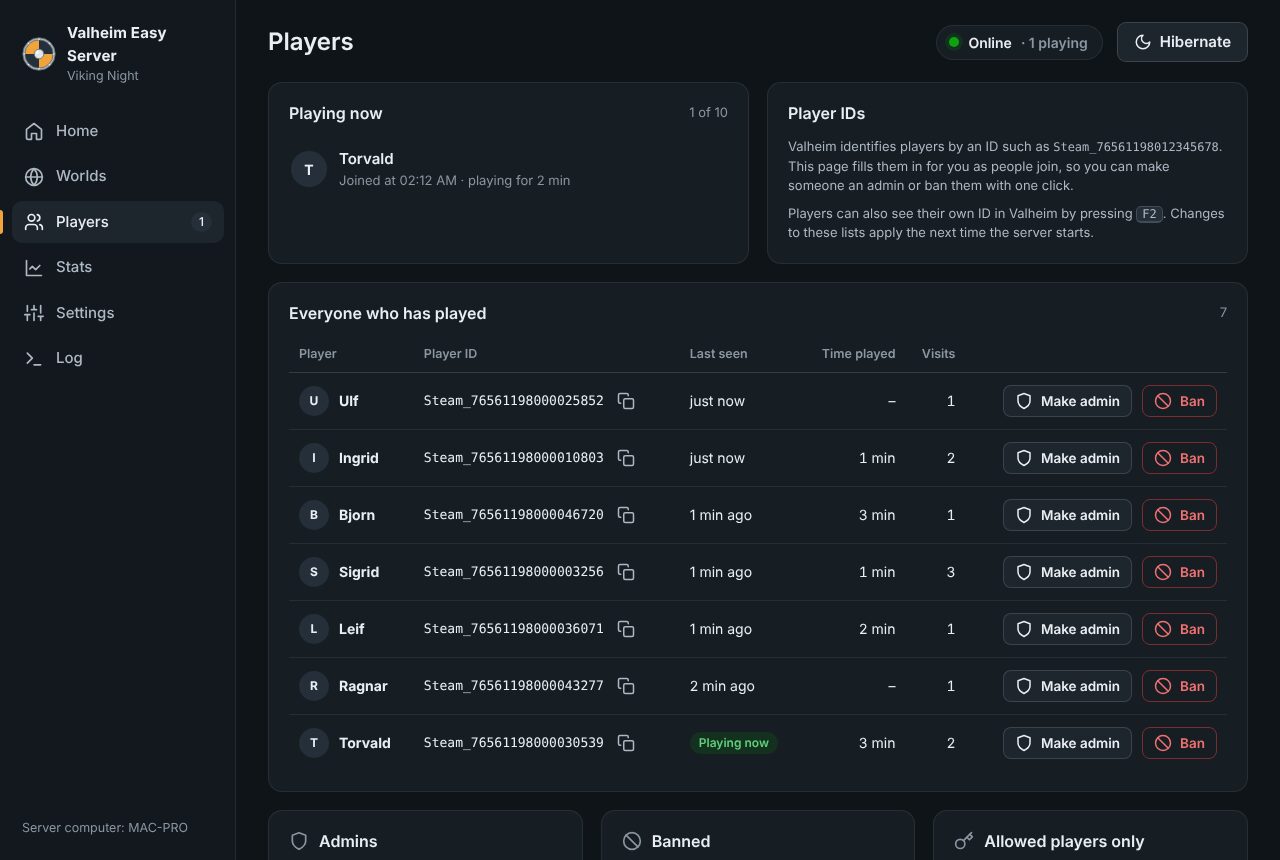 Valheim Easy
Server
Viking Night
Home
Worlds
Players 1
Stats
Settings
Log
Server computer: MAC-PRO
Players
Online · 1 playing
Hibernate
Playing now 1 of 10
T
Torvald
Joined at 02:12 AM · playing for 2 min
Player IDs
Valheim identifies players by an ID such as Steam_76561198012345678.
This page fills them in for you as people join, so you can make
someone an admin or ban them with one click.
Players can also see their own ID in Valheim by pressing F2. Changes
to these lists apply the next time the server starts.
Everyone who has played 7
Player Player ID Last seen Time played Visits
U Ulf Steam_76561198000025852 just now – 1 Make admin Ban
I Ingrid Steam_76561198000010803 just now 1 min 2 Make admin Ban
B Bjorn Steam_76561198000046720 1 min ago 3 min 1 Make admin Ban
S Sigrid Steam_76561198000003256 1 min ago 1 min 3 Make admin Ban
L Leif Steam_76561198000036071 1 min ago 2 min 1 Make admin Ban
R Ragnar Steam_76561198000043277 2 min ago – 1 Make admin Ban
T Torvald Steam_76561198000030539 Playing now 3 min 2 Make admin Ban
Admins
Banned
Allowed players only